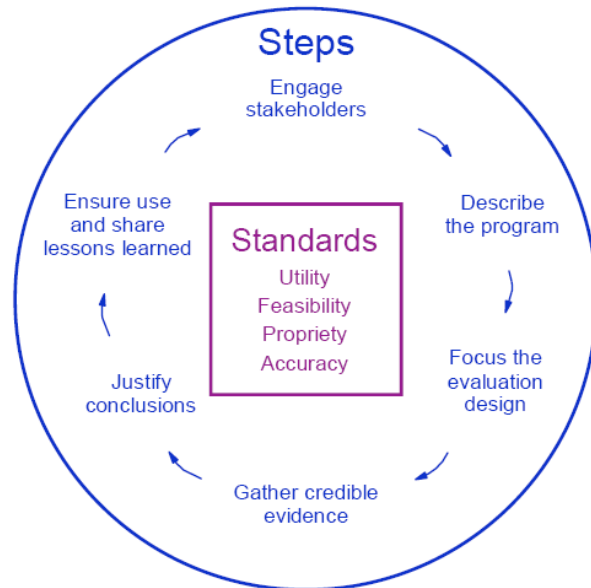 Steps
Engage
stakeholders
Describe
the program
Focus the
evaluation
design
Gather credible
evidence
Justify
conclusions
Ensure use
and share
lessons learned
Standards
Utility
Feasibility
Propriety
Accuracy